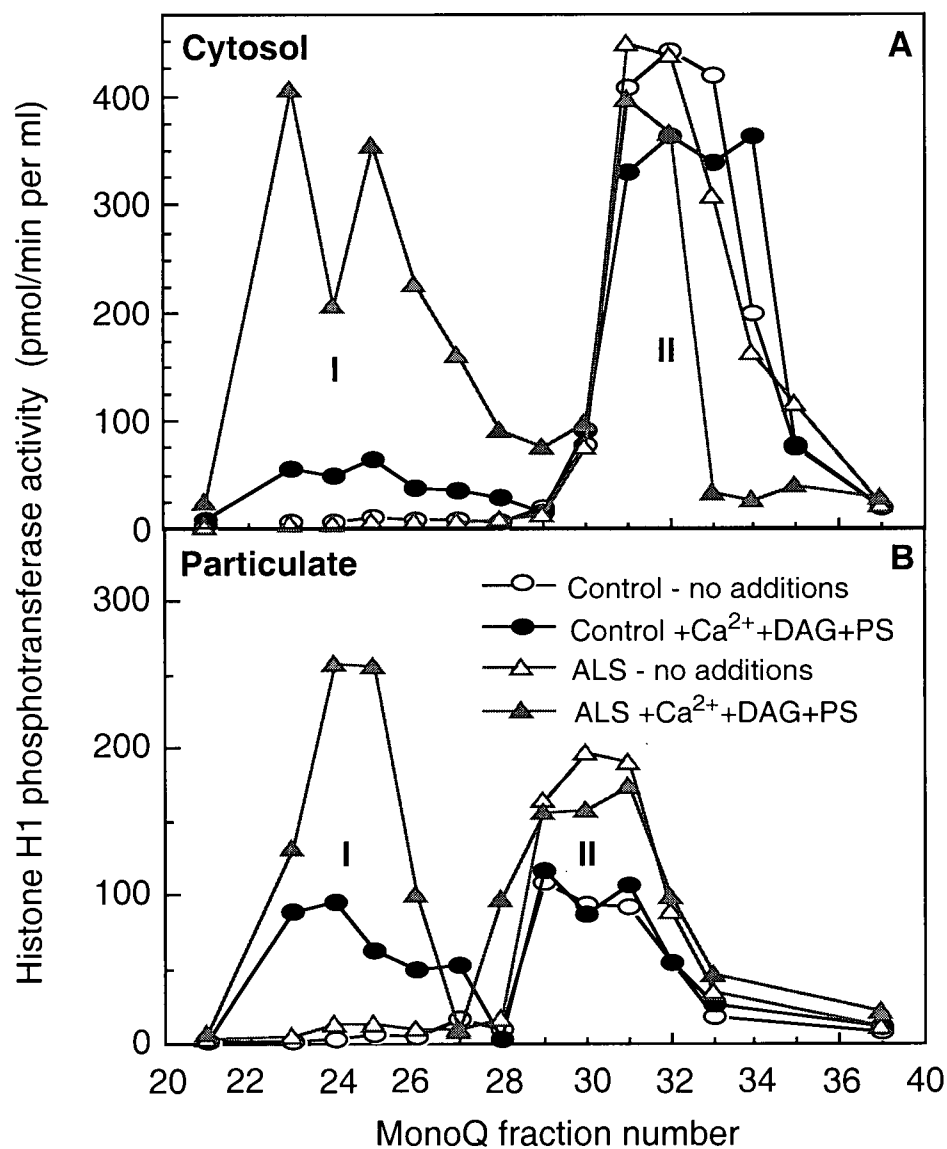 Histone H1 phosphotransferase activity (pmol/min per ml)
Cytosol
A
400
300
200
100
0
I
II
Particulate
B
Control - no additions
Control +Ca2++DAG+PS
ALS - no additions
ALS +Ca2++DAG+PS
300
200
100
0
I
II
20 22 24 26 28 30 32 34 36 40
MonoQ fraction number